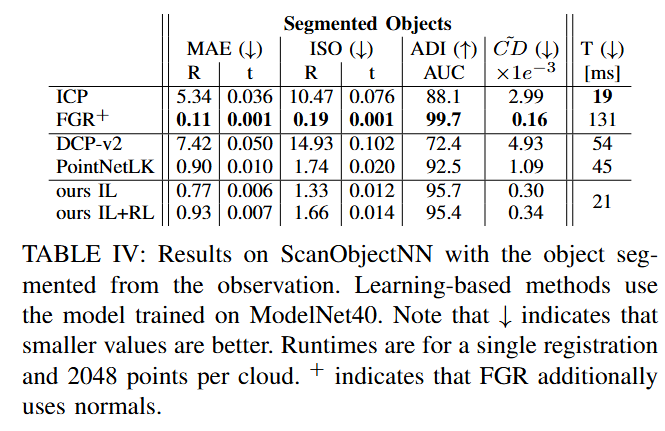 Segmented Objects
MAE (↓) ISO (↓) ADI (↑) C̃D (↓) T (↓)
R t R t AUC ×1e⁻³ [ms]
ICP 5.34 0.036 10.47 0.076 88.1 2.99 19
FGR⁺ 0.11 0.001 0.19 0.001 99.7 0.16 131
DCP-v2 7.42 0.050 14.93 0.102 72.4 4.93 54
PointNetLK 0.90 0.010 1.74 0.020 92.5 1.09 45
ours IL 0.77 0.006 1.33 0.012 95.7 0.30 21
ours IL+RL 0.93 0.007 1.66 0.014 95.4 0.34
TABLE IV: Results on ScanObjectNN with the object seg-
mented from the observation. Learning-based methods use
the model trained on ModelNet40. Note that ↓ indicates that
smaller values are better. Runtimes are for a single registration
and 2048 points per cloud. ⁺ indicates that FGR additionally
uses normals.